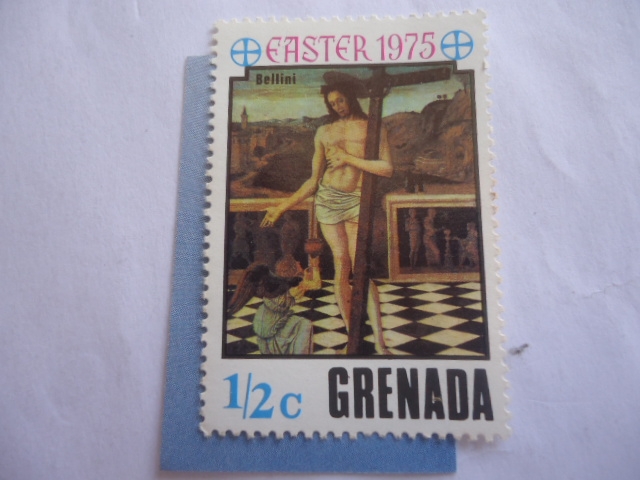 EASTER 1975
Bellini
1/2c GRENADA